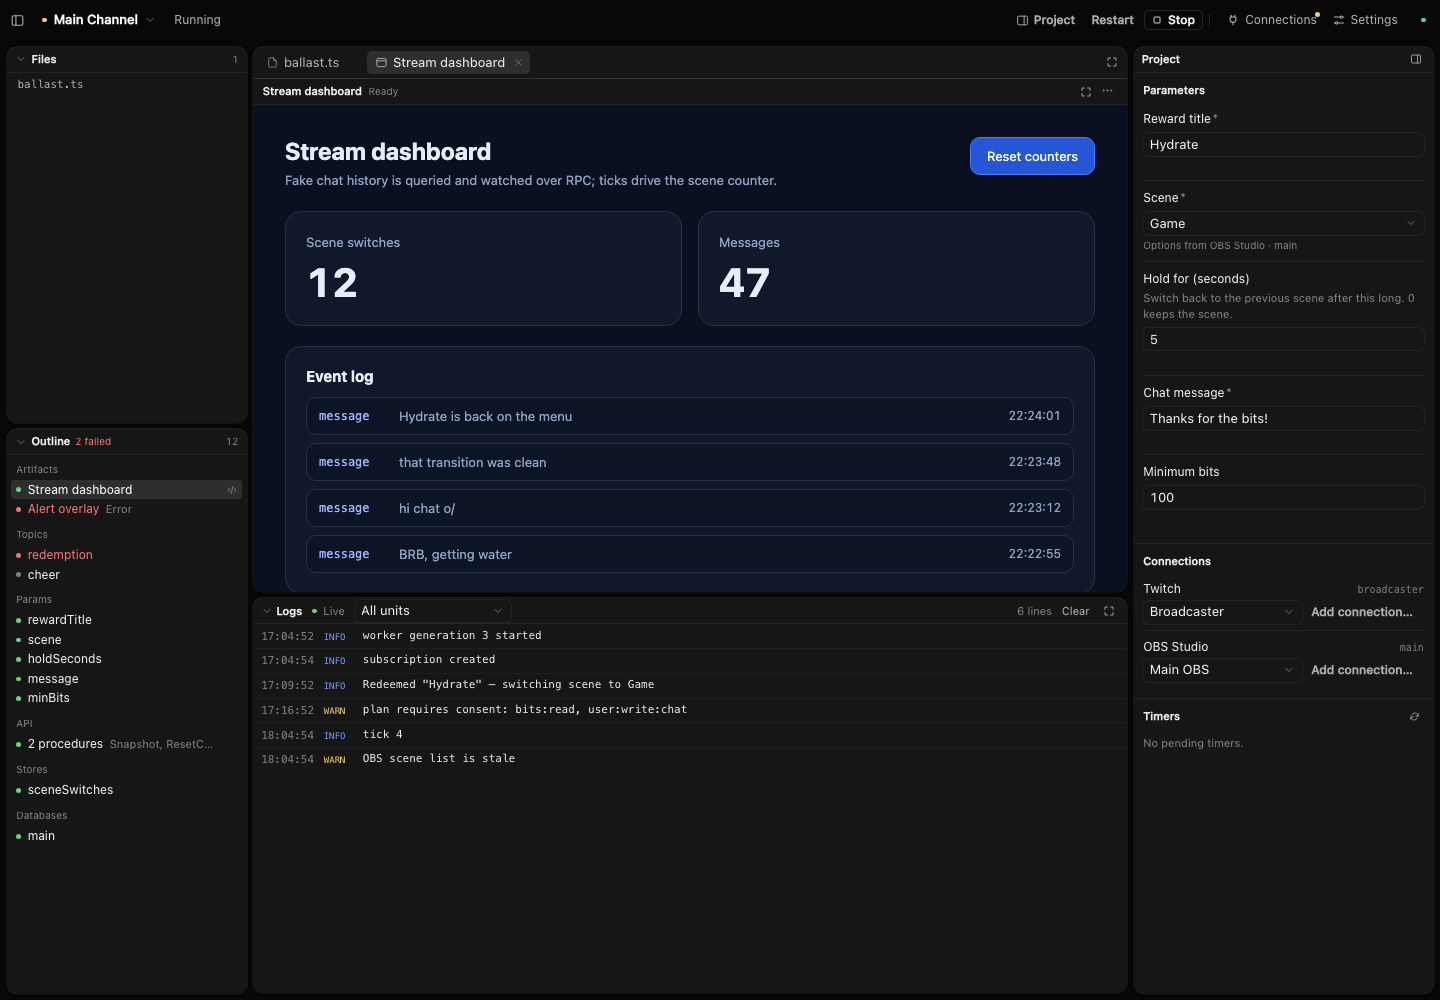 Main Channel
Running
Project
Restart
Stop
Connections
Settings
Files
1
ballast.ts
Outline
2 failed
12
Artifacts
Stream dashboard
Alert overlay
Error
Topics
redemption
cheer
Params
rewardTitle
scene
holdSeconds
message
minBits
API
2 procedures
Snapshot, ResetC...
Stores
sceneSwitches
Databases
main
ballast.ts
Stream dashboard
Stream dashboard
Ready
Stream dashboard
Fake chat history is queried and watched over RPC; ticks drive the scene counter.
Reset counters
Scene switches
12
Messages
47
Event log
message Hydrate is back on the menu 22:24:01
message that transition was clean 22:23:48
message hi chat o/ 22:23:12
message BRB, getting water 22:22:55
Logs
Live
All units
6 lines
Clear
17:04:52 INFO worker generation 3 started
17:04:54 INFO subscription created
17:09:52 INFO Redeemed "Hydrate" — switching scene to Game
17:16:52 WARN plan requires consent: bits:read, user:write:chat
18:04:54 INFO tick 4
18:04:54 WARN OBS scene list is stale
Project
Parameters
Reward title*
Hydrate
Scene*
Game
Options from OBS Studio · main
Hold for (seconds)
Switch back to the previous scene after this long. 0
keeps the scene.
5
Chat message*
Thanks for the bits!
Minimum bits
100
Connections
Twitch
broadcaster
Broadcaster
Add connection...
OBS Studio
main
Main OBS
Add connection...
Timers
No pending timers.